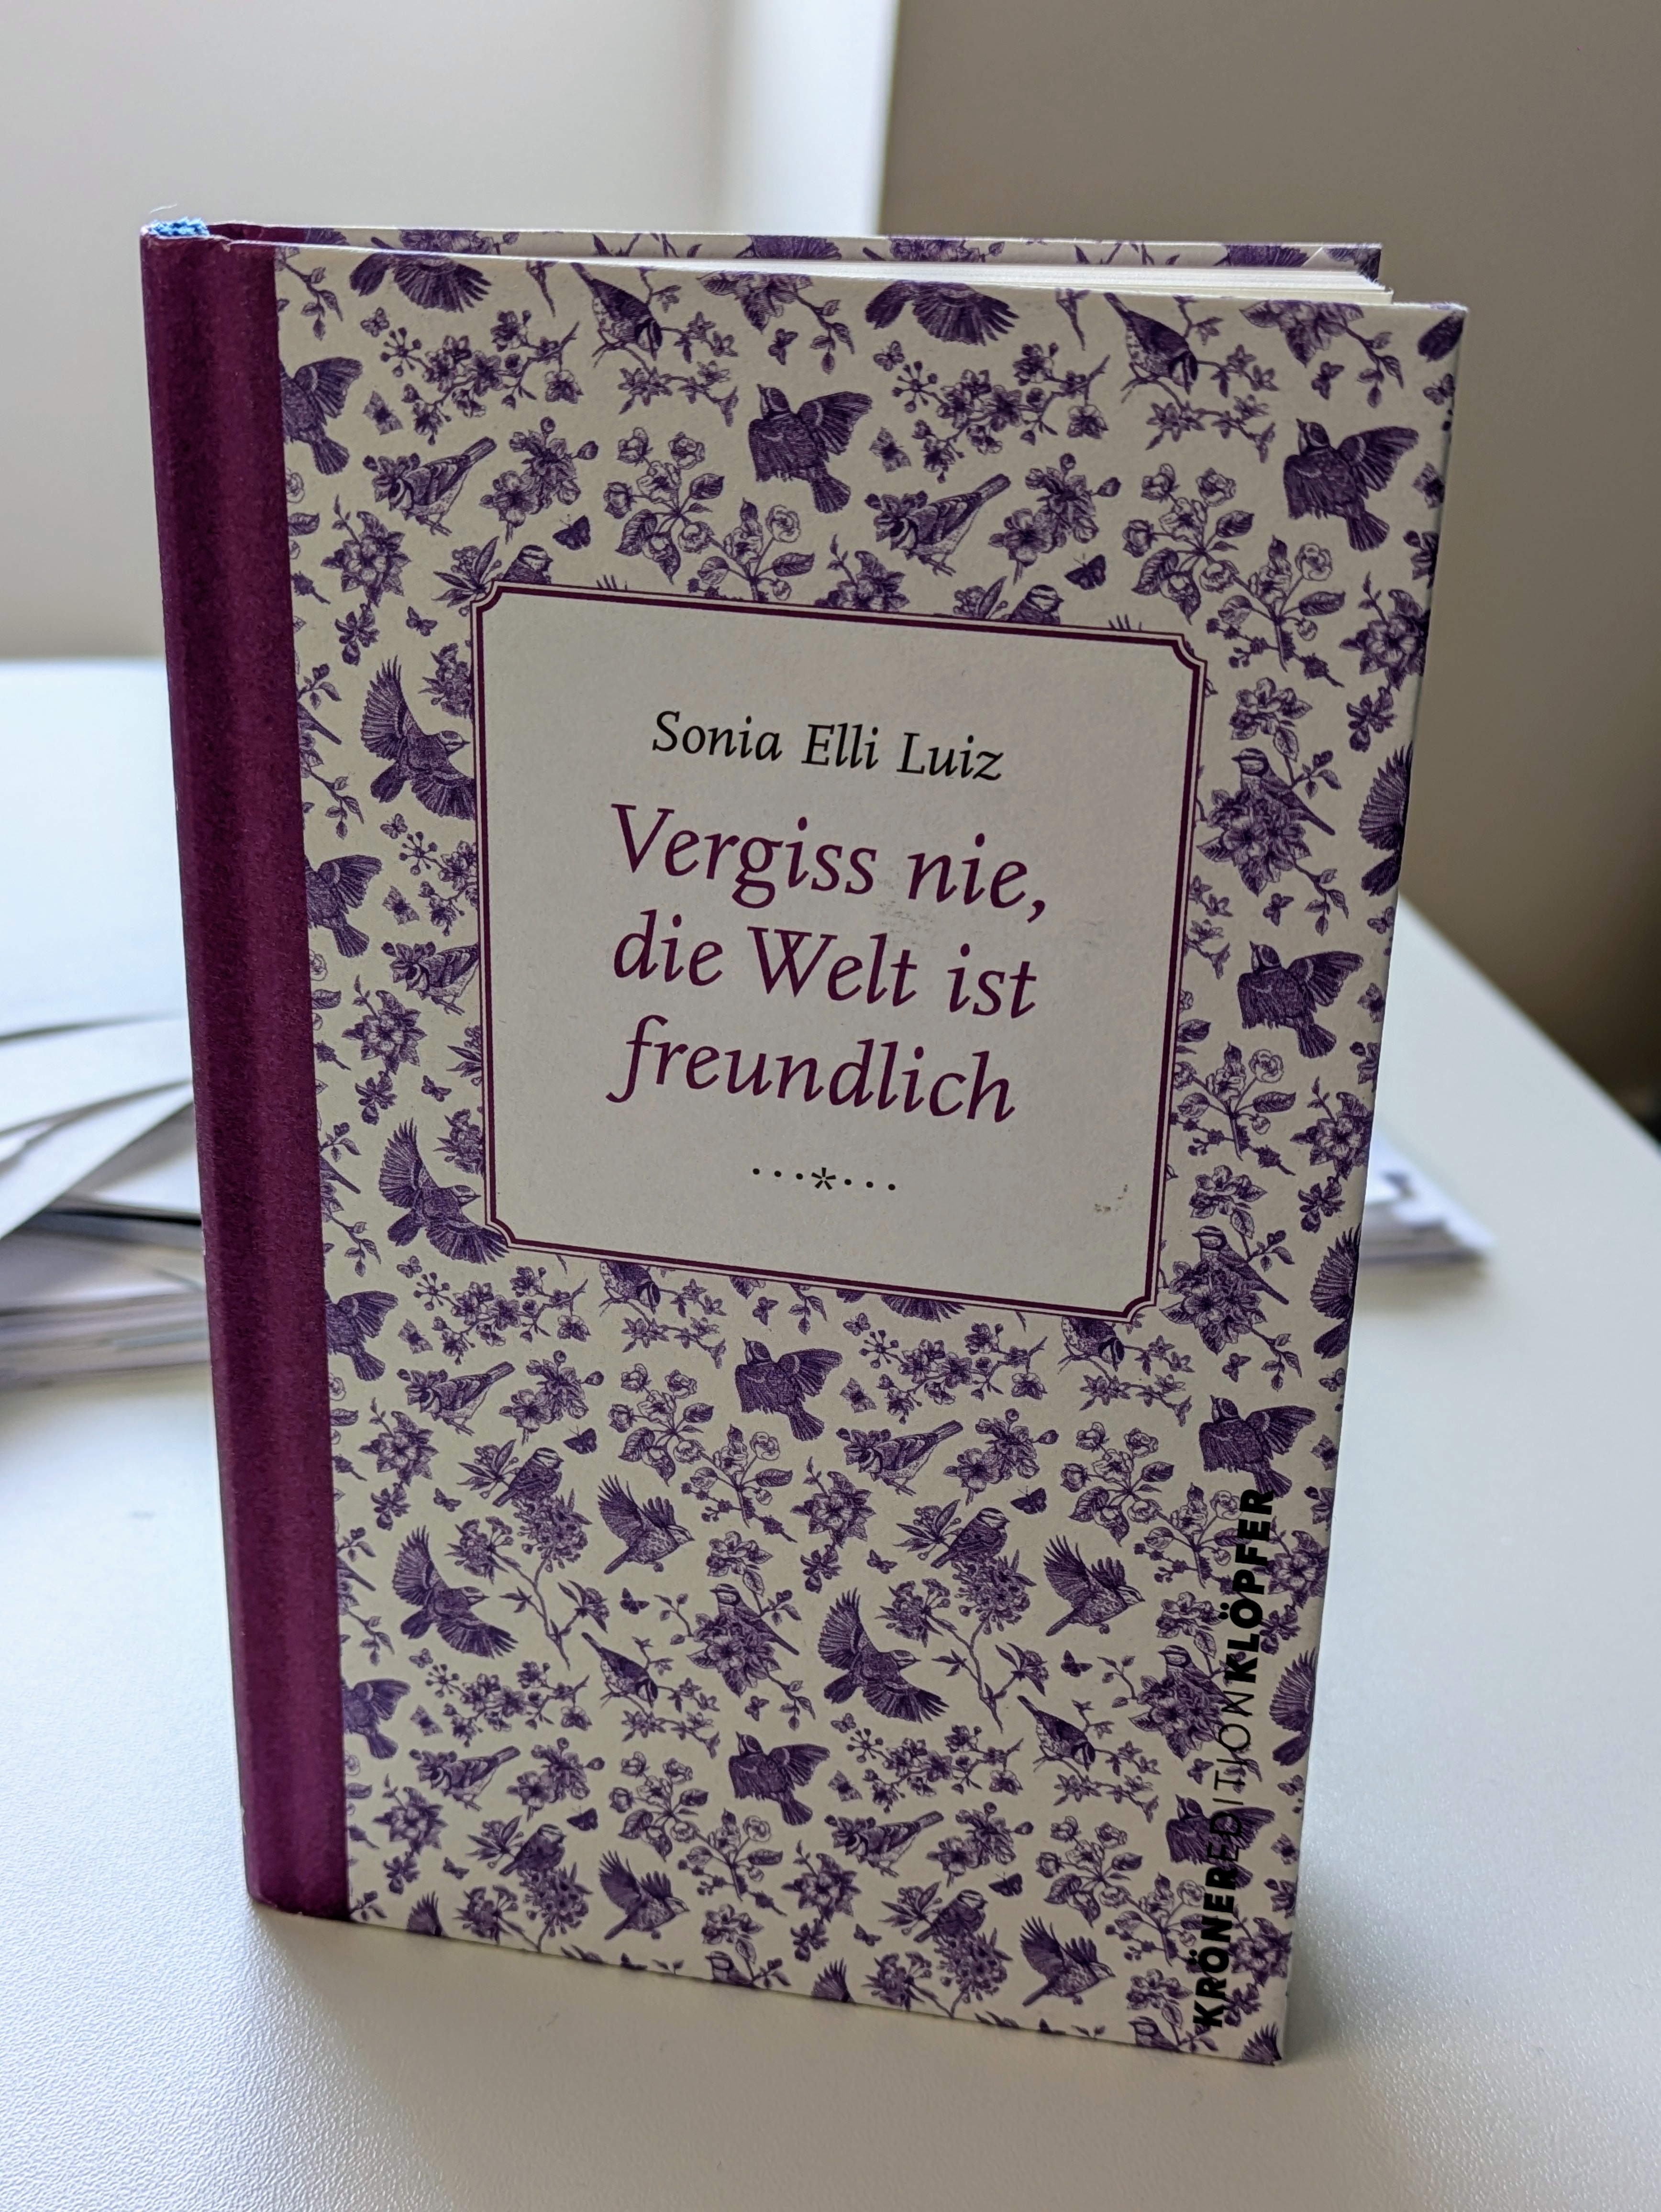 Sonia Elli Luiz
Vergiss nie,
die Welt ist
freundlich
...*...
KRÖNEREDITIONKLÖPFER